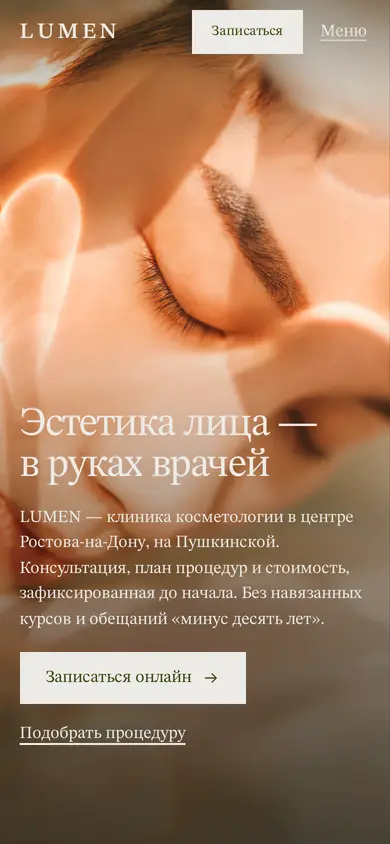 LUMEN
Записаться
Меню
Эстетика лица —
в руках врачей
LUMEN — клиника косметологии в центре
Ростова-на-Дону, на Пушкинской.
Консультация, план процедур и стоимость,
зафиксированная до начала. Без навязанных
курсов и обещаний «минус десять лет».
Записаться онлайн →
Подобрать процедуру